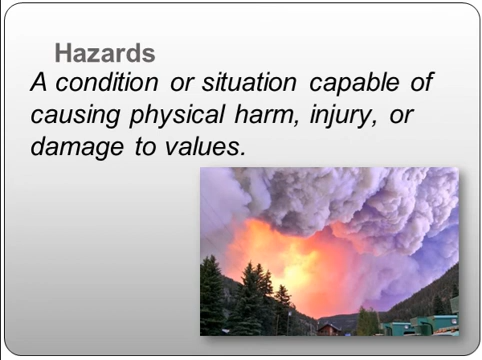 Hazards
A condition or situation capable of
causing physical harm, injury, or
damage to values.